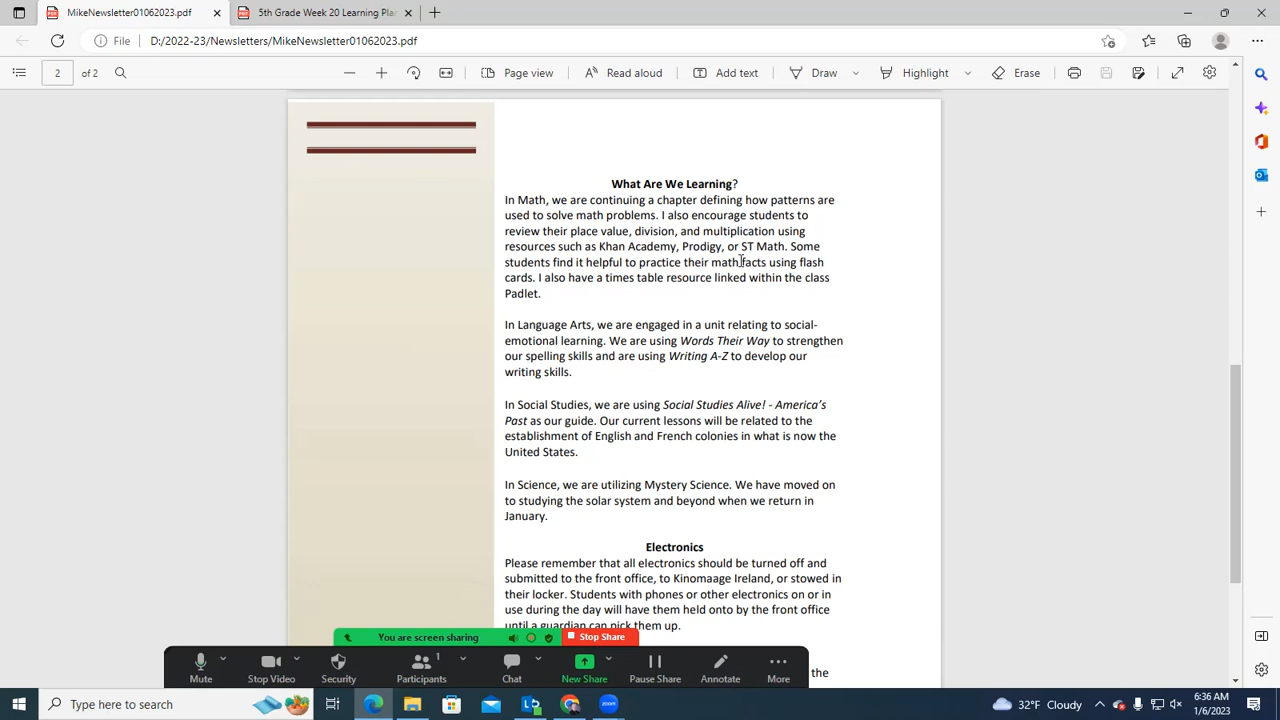 MikeNewsletter01062023.pdf
5th Grade Week 20 Learning Pla
File
D:/2022-23/Newsletters/MikeNewsletter01062023.pdf
2 of 2
Page view
Read aloud
Add text
Draw
Highlight
Erase
What Are We Learning?
In Math, we are continuing a chapter defining how patterns are
used to solve math problems. I also encourage students to
review their place value, division, and multiplication using
resources such as Khan Academy, Prodigy, or ST Math. Some
students find it helpful to practice their math facts using flash
cards. I also have a times table resource linked within the class
Padlet.
In Language Arts, we are engaged in a unit relating to social-
emotional learning. We are using Words Their Way to strengthen
our spelling skills and are using Writing A-Z to develop our
writing skills.
In Social Studies, we are using Social Studies Alive! - America's
Past as our guide. Our current lessons will be related to the
establishment of English and French colonies in what is now the
United States.
In Science, we are utilizing Mystery Science. We have moved on
to studying the solar system and beyond when we return in
January.
Electronics
Please remember that all electronics should be turned off and
submitted to the front office, to Kinomaage Ireland, or stowed in
their locker. Students with phones or other electronics on or in
use during the day will have them held onto by the front office
until a guardian can pick them up.
You are screen sharing
Stop Share
the
Mute
Stop Video
Security
Participants
1
Chat
New Share
Pause Share
Annotate
More
Type here to search
32°F Cloudy
6:36 AM
1/6/2023